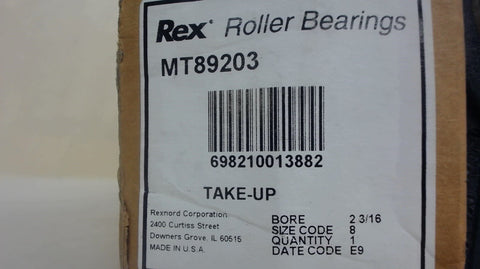 Rex® Roller Bearings
MT89203
698210013882
TAKE-UP
Rexnord Corporation
2400 Curtiss Street
Downers Grove, IL 60515
MADE IN U.S.A.
BORE 2 3/16
SIZE CODE 8
QUANTITY 1
DATE CODE E9